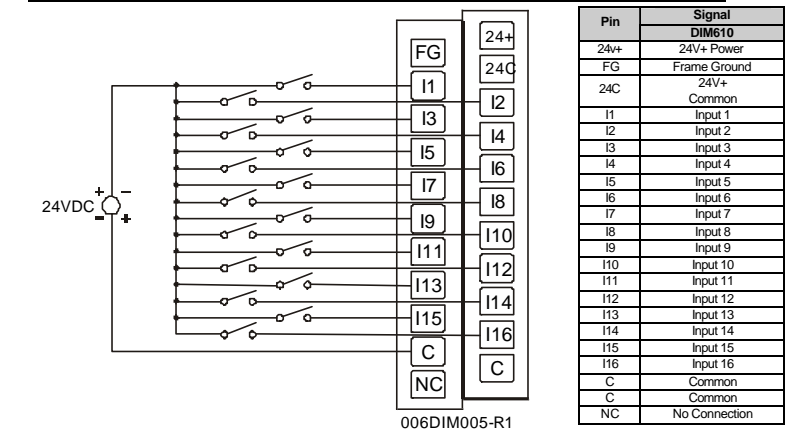 24+
FG
24C
I1
I2
I3
I4
I5
I6
I7
I8
I9
I10
I11
I12
I13
I14
I15
I16
C
C
NC
+ -
24VDC
- +
006DIM005-R1
Pin Signal
DIM610
24v+ 24V+ Power
FG Frame Ground
24C 24V+
Common
I1 Input 1
I2 Input 2
I3 Input 3
I4 Input 4
I5 Input 5
I6 Input 6
I7 Input 7
I8 Input 8
I9 Input 9
I10 Input 10
I11 Input 11
I12 Input 12
I13 Input 13
I14 Input 14
I15 Input 15
I16 Input 16
C Common
C Common
NC No Connection